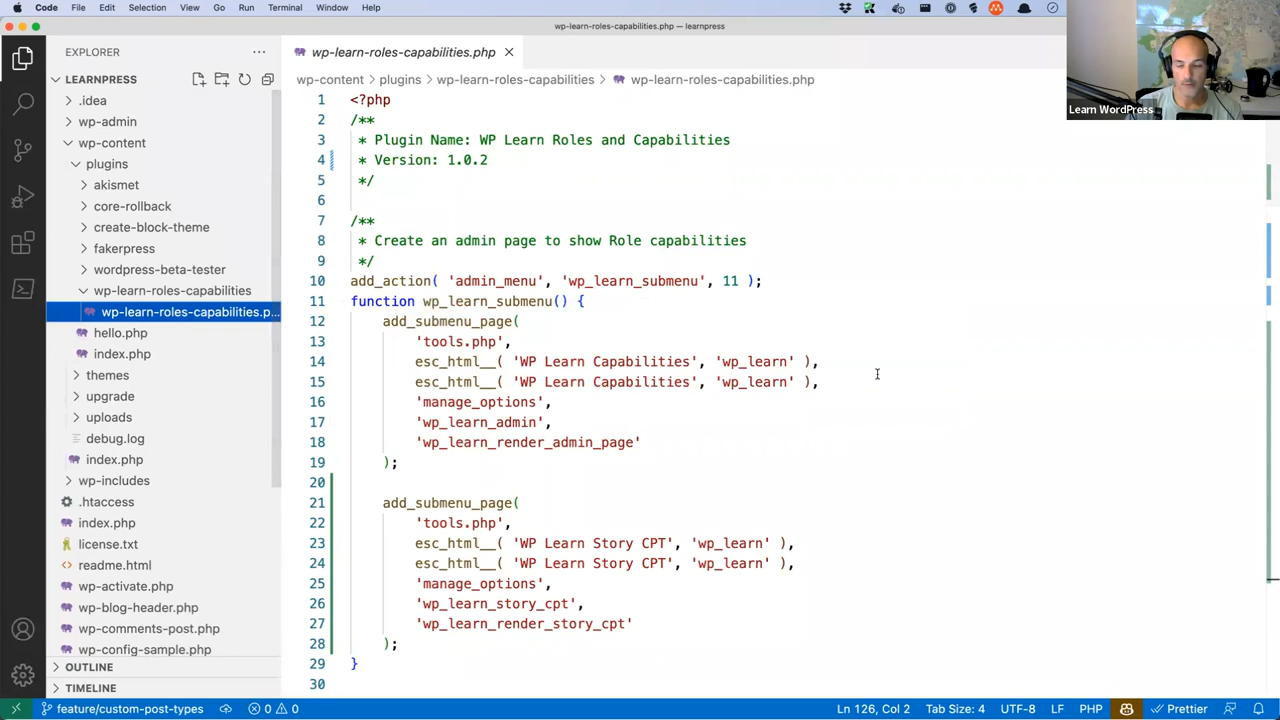 Code File Edit Selection View Go Run Terminal Window Help
wp-learn-roles-capabilities.php — learnpress
EXPLORER
LEARNPRESS
.idea
wp-admin
wp-content
plugins
akismet
core-rollback
create-block-theme
fakerpress
wordpress-beta-tester
wp-learn-roles-capabilities
wp-learn-roles-capabilities.p...
hello.php
index.php
themes
upgrade
uploads
debug.log
index.php
wp-includes
.htaccess
index.php
license.txt
readme.html
wp-activate.php
wp-blog-header.php
wp-comments-post.php
wp-config-sample.php
OUTLINE
TIMELINE
wp-learn-roles-capabilities.php
wp-content > plugins > wp-learn-roles-capabilities > wp-learn-roles-capabilities.php
1 <?php
2 /**
3 * Plugin Name: WP Learn Roles and Capabilities
4 * Version: 1.0.2
5 */
6
7 /**
8 * Create an admin page to show Role capabilities
9 */
10 add_action( 'admin_menu', 'wp_learn_submenu', 11 );
11 function wp_learn_submenu() {
12 add_submenu_page(
13 'tools.php',
14 esc_html__( 'WP Learn Capabilities', 'wp_learn' ),
15 esc_html__( 'WP Learn Capabilities', 'wp_learn' ),
16 'manage_options',
17 'wp_learn_admin',
18 'wp_learn_render_admin_page'
19 );
20
21 add_submenu_page(
22 'tools.php',
23 esc_html__( 'WP Learn Story CPT', 'wp_learn' ),
24 esc_html__( 'WP Learn Story CPT', 'wp_learn' ),
25 'manage_options',
26 'wp_learn_story_cpt',
27 'wp_learn_render_story_cpt'
28 );
29 }
30
Learn WordPress
feature/custom-post-types 0 0 Ln 126, Col 2 Tab Size: 4 UTF-8 LF PHP Prettier